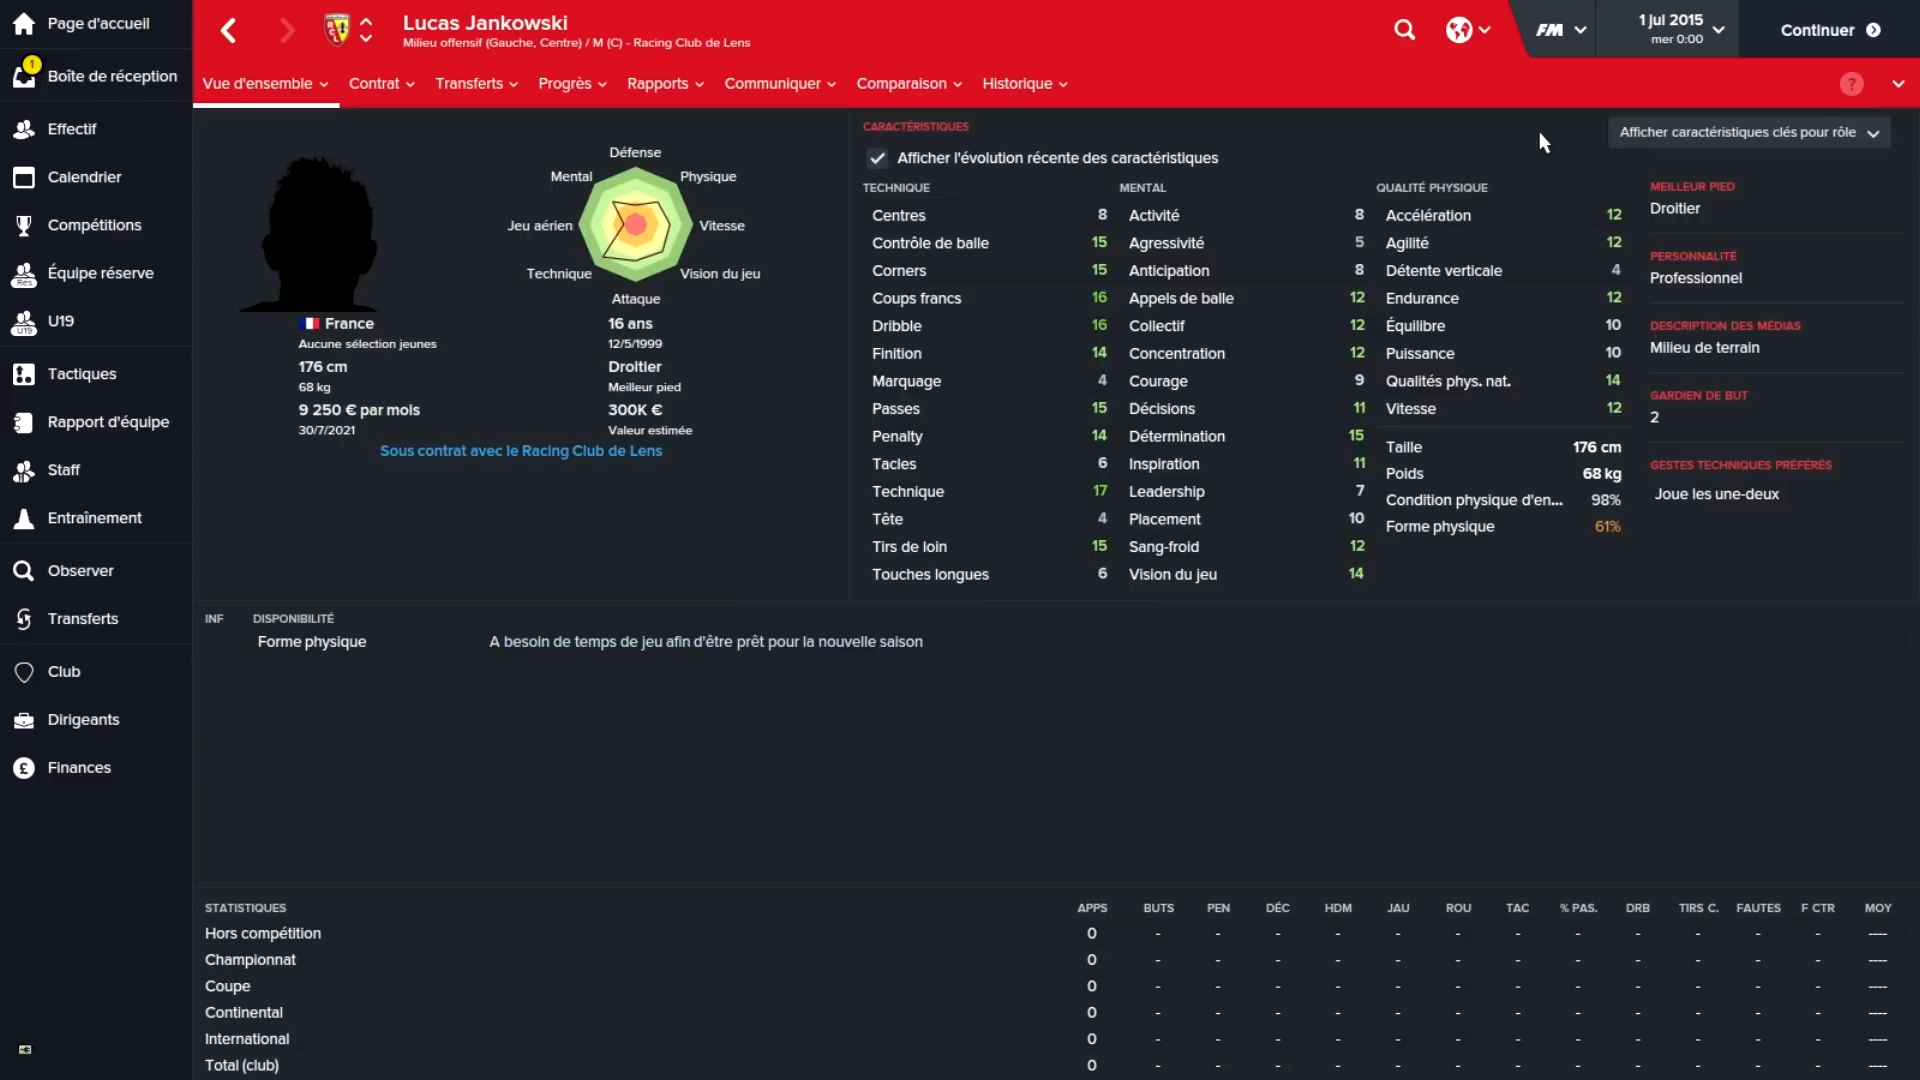 Page d'accueil
1
Boîte de réception
Effectif
Calendrier
Compétitions
Res
Équipe réserve
U19
U19
Tactiques
Rapport d'équipe
Staff
Entraînement
Observer
Transferts
Club
Dirigeants
£
Finances
Lucas Jankowski
Milieu offensif (Gauche, Centre) / M (C) - Racing Club de Lens
FM
1 jul 2015
mer 0:00
Continuer
Vue d'ensemble
Contrat
Transferts
Progrès
Rapports
Communiquer
Comparaison
Historique
?
Défense
Mental
Physique
Jeu aérien
Vitesse
Technique
Vision du jeu
Attaque
France
Aucune sélection jeunes
16 ans
12/5/1999
176 cm
68 kg
Droitier
Meilleur pied
9 250 € par mois
30/7/2021
300K €
Valeur estimée
Sous contrat avec le Racing Club de Lens
CARACTÉRISTIQUES
Afficher l'évolution récente des caractéristiques
Afficher caractéristiques clés pour rôle
TECHNIQUE
Centres 8
Contrôle de balle 15
Corners 15
Coups francs 16
Dribble 16
Finition 14
Marquage 4
Passes 15
Penalty 14
Tacles 6
Technique 17
Tête 4
Tirs de loin 15
Touches longues 6
MENTAL
Activité 8
Agressivité 5
Anticipation 8
Appels de balle 12
Collectif 12
Concentration 12
Courage 9
Décisions 11
Détermination 15
Inspiration 11
Leadership 7
Placement 10
Sang-froid 12
Vision du jeu 14
QUALITÉ PHYSIQUE
Accélération 12
Agilité 12
Détente verticale 4
Endurance 12
Équilibre 10
Puissance 10
Qualités phys. nat. 14
Vitesse 12
Taille 176 cm
Poids 68 kg
Condition physique d'en... 98%
Forme physique 61%
MEILLEUR PIED
Droitier
PERSONNALITÉ
Professionnel
DESCRIPTION DES MÉDIAS
Milieu de terrain
GARDIEN DE BUT
2
GESTES TECHNIQUES PRÉFÉRÉS
Joue les une-deux
INF DISPONIBILITÉ
Forme physique A besoin de temps de jeu afin d'être prêt pour la nouvelle saison
STATISTIQUES APPS BUTS PEN DÉC HDM JAU ROU TAC % PAS. DRB TIRS C. FAUTES F CTR MOY
Hors compétition 0 - - - - - - - - - - - - ----
Championnat 0 - - - - - - - - - - - - ----
Coupe 0 - - - - - - - - - - - - ----
Continental 0 - - - - - - - - - - - - ----
International 0 - - - - - - - - - - - - ----
Total (club) 0 - - - - - - - - - - - - ----